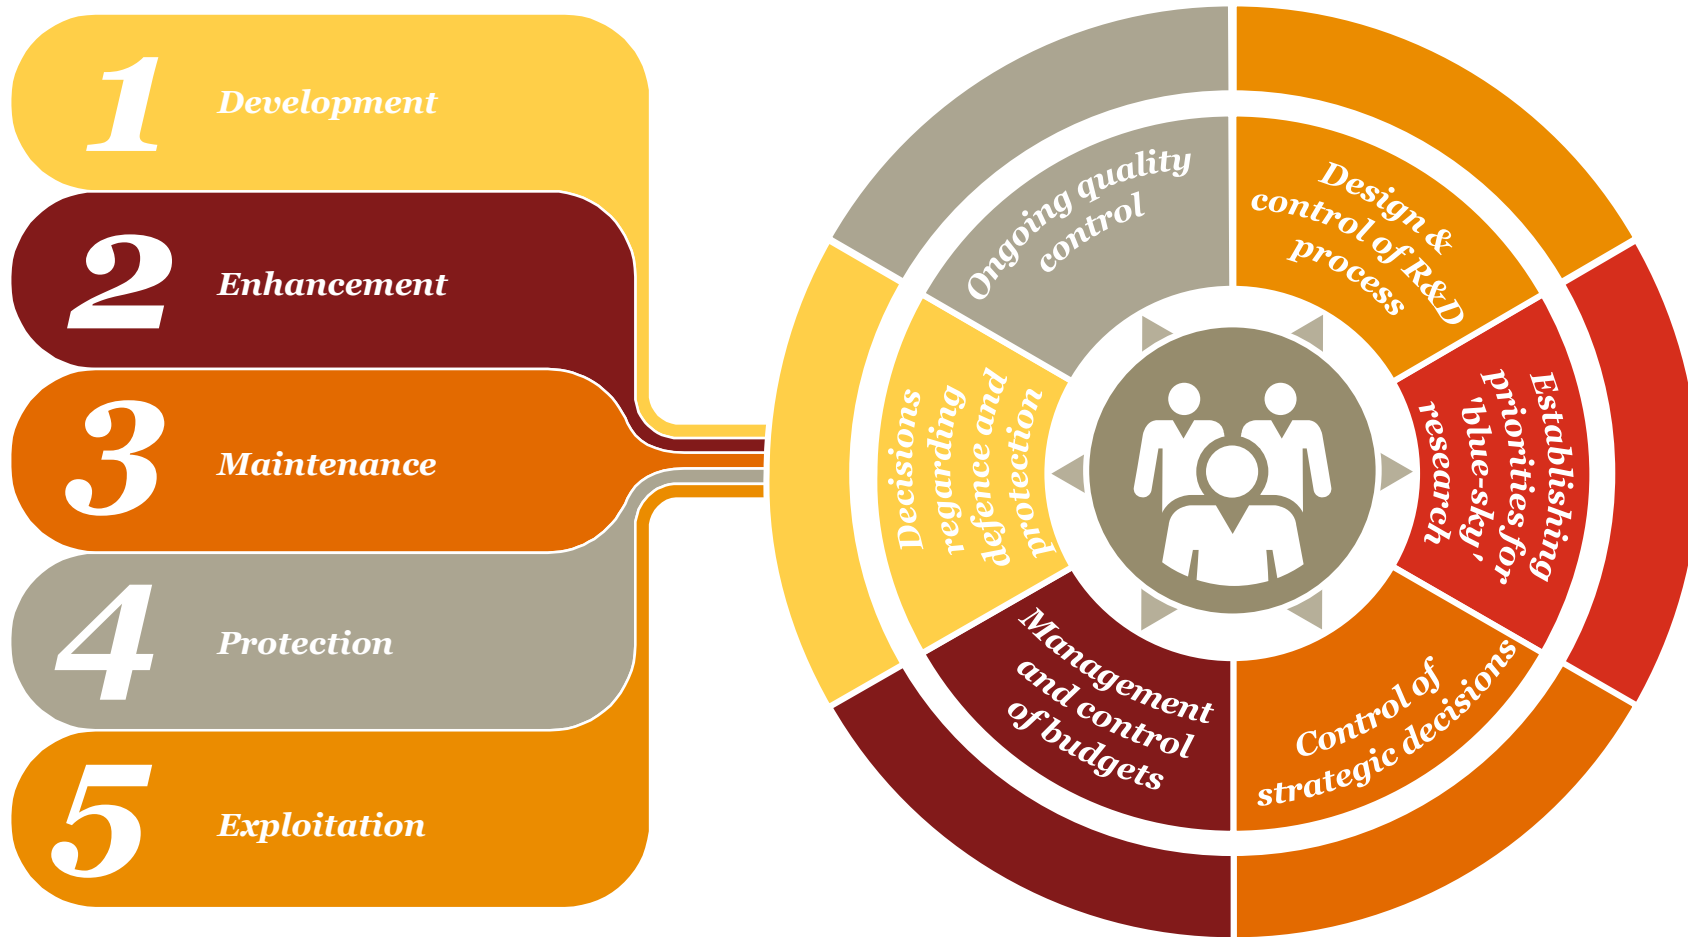 1
Development
2
Enhancement
3
Maintenance
4
Protection
5
Exploitation
Ongoing quality
control
Design &
control of R&D
process
Establishing
priorities for
'blue-sky'
research
Control of
strategic decisions
Management
and control
of budgets
Decisions
regarding
defence and
protection